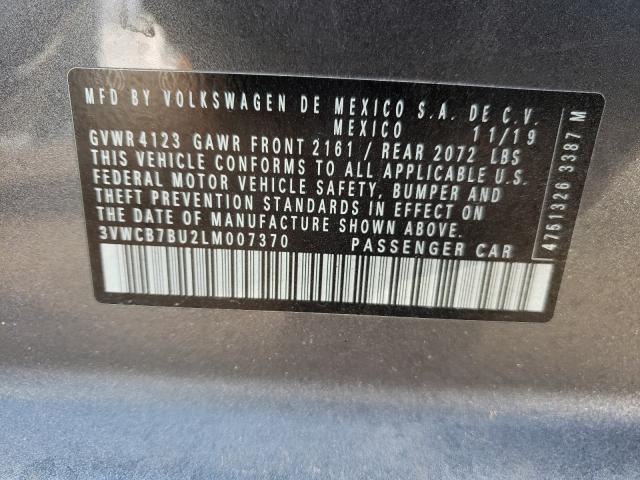 MFD BY VOLKSWAGEN DE MEXICO S.A. DE C.V.
MEXICO 11/19
GVWR 4123 GAWR FRONT 2161 / REAR 2072 LBS
THIS VEHICLE CONFORMS TO ALL APPLICABLE U.S.
FEDERAL MOTOR VEHICLE SAFETY, BUMPER AND
THEFT PREVENTION STANDARDS IN EFFECT ON
THE DATE OF MANUFACTURE SHOWN ABOVE.
3VWCB7BU2LM007370 PASSENGER CAR
4761326 3387 M